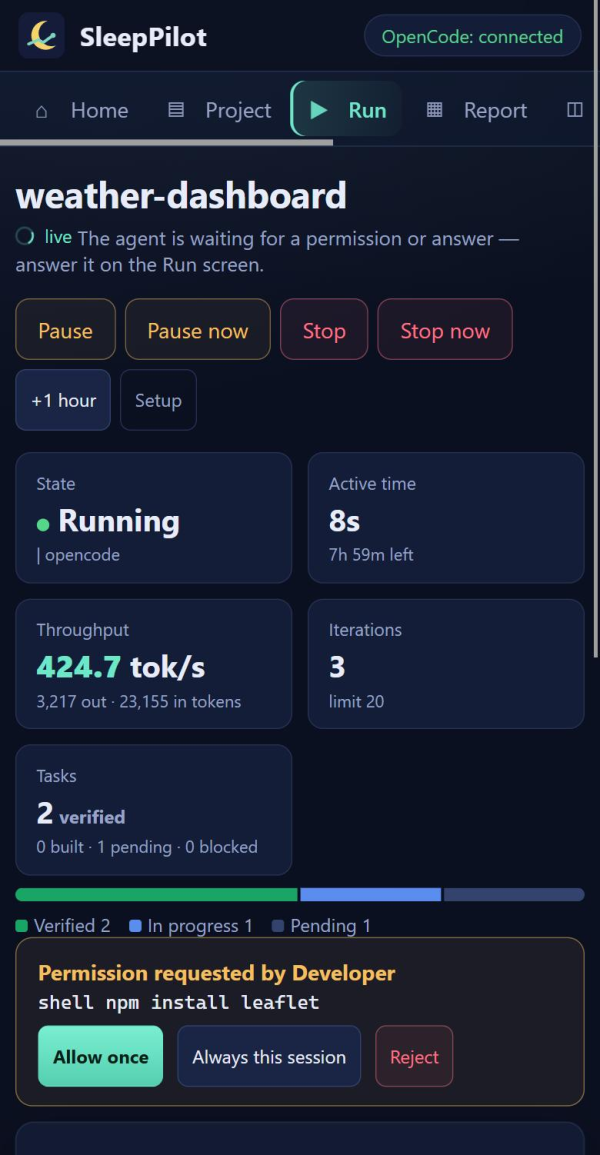 SleepPilot
OpenCode: connected
Home Project Run Report
weather-dashboard
live The agent is waiting for a permission or answer —
answer it on the Run screen.
Pause Pause now Stop Stop now
+1 hour Setup
State
Running
| opencode
Active time
8s
7h 59m left
Throughput
424.7 tok/s
3,217 out · 23,155 in tokens
Iterations
3
limit 20
Tasks
2 verified
0 built · 1 pending · 0 blocked
Verified 2 In progress 1 Pending 1
Permission requested by Developer
shell npm install leaflet
Allow once Always this session Reject